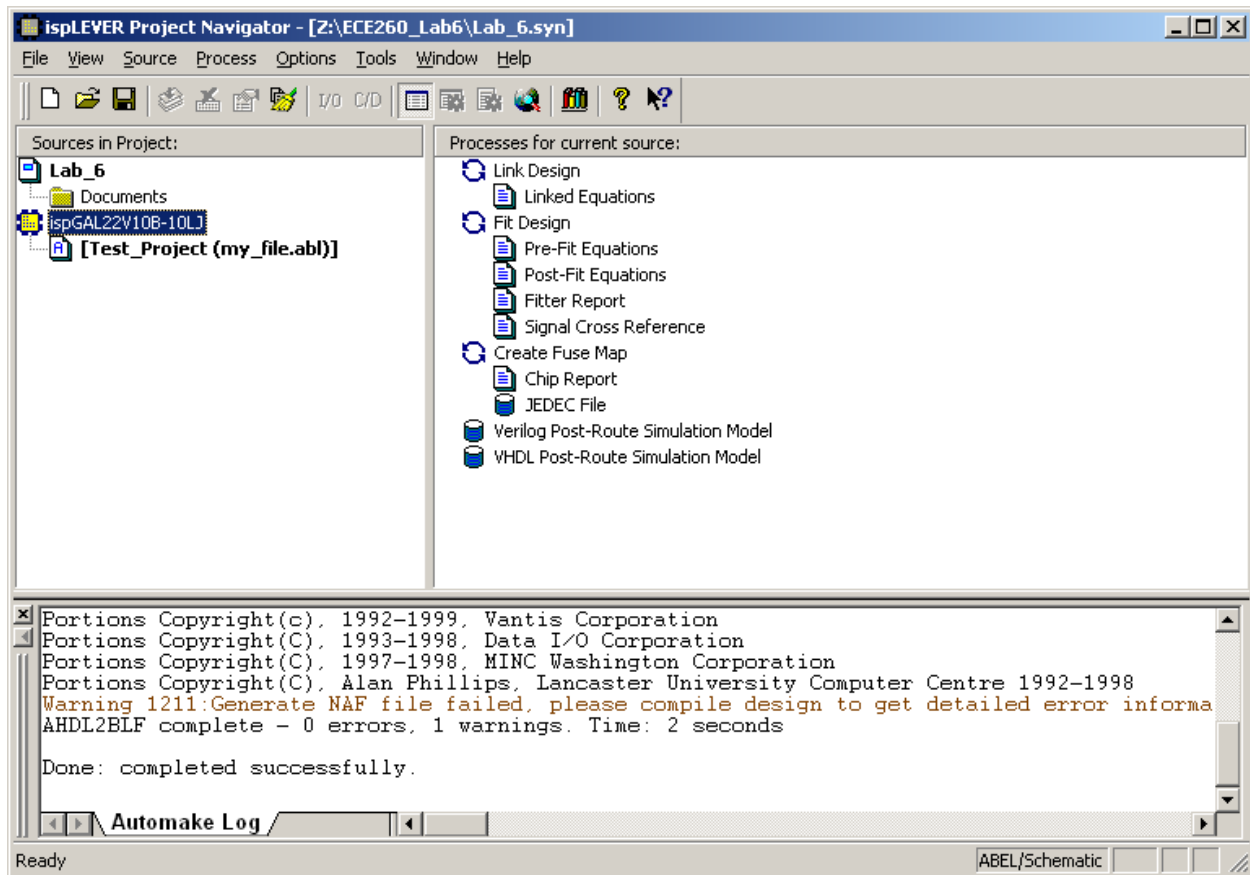 ispLEVER Project Navigator - [Z:\ECE260_Lab6\Lab_6.syn]
File View Source Process Options Tools Window Help
I/O C/D
Sources in Project:
Lab_6
Documents
ispGAL22V10B-10LJ
[Test_Project (my_file.abl)]
Processes for current source:
Link Design
Linked Equations
Fit Design
Pre-Fit Equations
Post-Fit Equations
Fitter Report
Signal Cross Reference
Create Fuse Map
Chip Report
JEDEC File
Verilog Post-Route Simulation Model
VHDL Post-Route Simulation Model
Portions Copyright(c), 1992-1999, Vantis Corporation
Portions Copyright(C), 1993-1998, Data I/O Corporation
Portions Copyright(C), 1997-1998, MINC Washington Corporation
Portions Copyright(C), Alan Phillips, Lancaster University Computer Centre 1992-1998
Warning 1211:Generate NAF file failed, please compile design to get detailed error informa
AHDL2BLF complete - 0 errors, 1 warnings. Time: 2 seconds
Done: completed successfully.
Automake Log
Ready
ABEL/Schematic